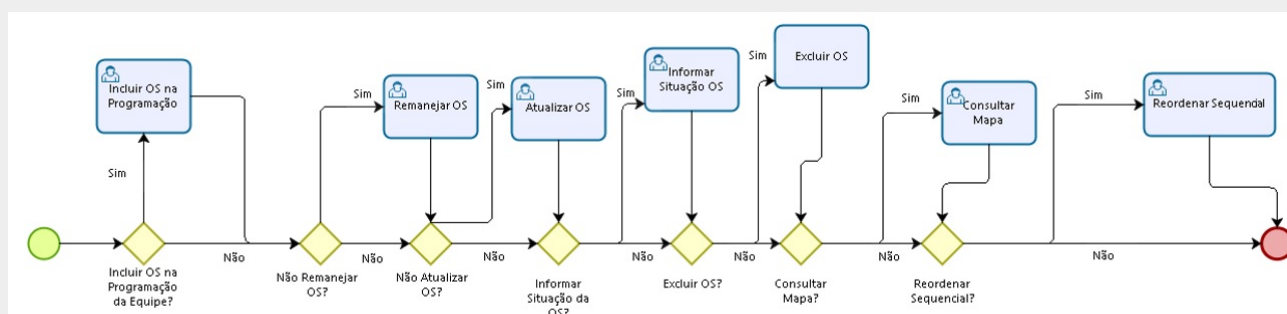 Incluir OS na
Programação
Sim
Incluir OS na
Programação
da Equipe?
Não
Sim
Remanejar OS
Não Remanejar
OS?
Não
Sim
Atualizar OS
Não Atualizar
OS?
Não
Sim
Informar
Situação OS
Informar
Situação da
OS?
Não
Sim
Excluir OS
Excluir OS?
Não
Sim
Consultar
Mapa
Consultar
Mapa?
Não
Sim
Reordenar Sequencial
Reordenar
Sequencial?
Não